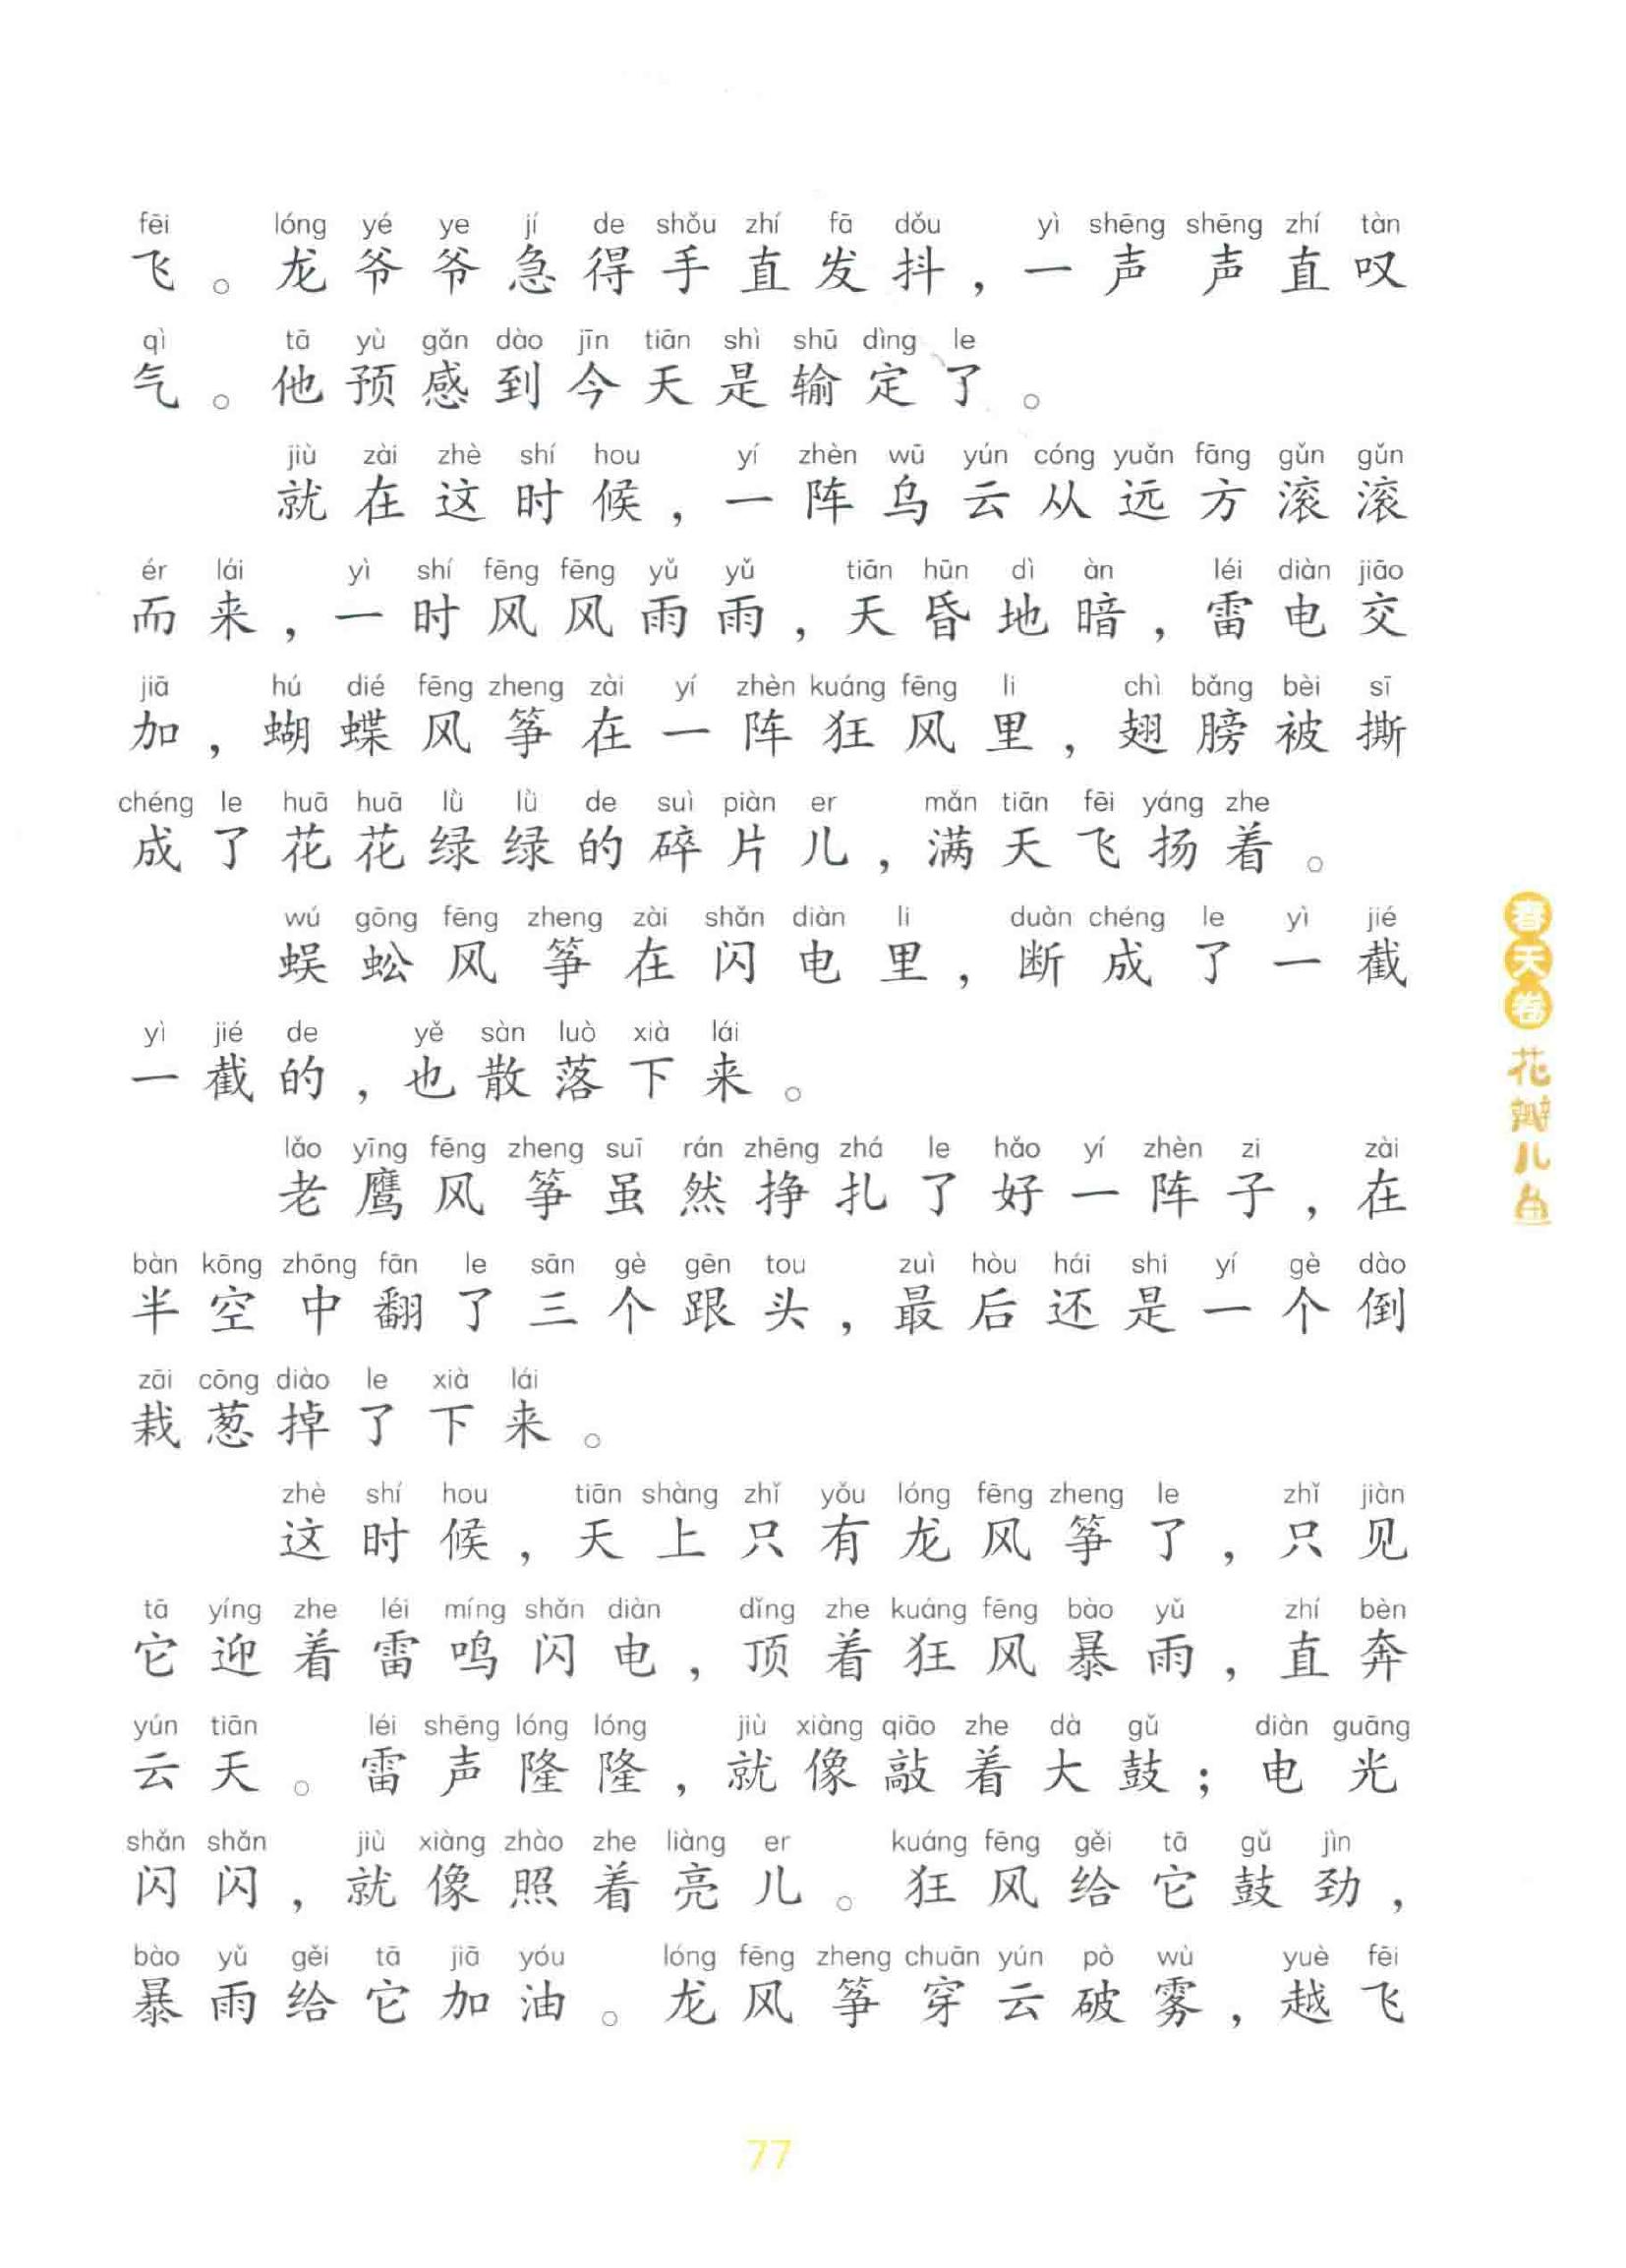 fēi lóng yé ye jí de shǒu zhí fā dǒu yì shēng shēng zhí tàn
飞。龙爷爷急得手直发抖，一声声直叹
qì tā yù gǎn dào jīn tiān shì shū dìng le
气。他预感到今天是输定了。
jiù zài zhè shí hou yí zhèn wū yún cóng yuǎn fāng gǔn gǔn
就在这时候，一阵乌云从远方滚滚
ér lái yì shí fēng fēng yǔ yǔ tiān hūn dì àn léi diàn jiāo
而来，一时风风雨雨，天昏地暗，雷电交
jiā hú dié fēng zheng zài yí zhèn kuáng fēng li chì bǎng bèi sī
加，蝴蝶风筝在一阵狂风里，翅膀被撕
chéng le huā huā lǜ lǜ de suì piàn er mǎn tiān fēi yáng zhe
成了花花绿绿的碎片儿，满天飞扬着。
wú gōng fēng zheng zài shǎn diàn li duàn chéng le yì jié
蜈蚣风筝在闪电里，断成了一截
yì jié de yě sàn luò xià lái
一截的，也散落下来。
lǎo yīng fēng zheng suī rán zhēng zhá le hǎo yí zhèn zi zài
老鹰风筝虽然挣扎了好一阵子，在
bàn kōng zhōng fān le sān gè gēn tou zuì hòu hái shi yí gè dào
半空中翻了三个跟头，最后还是一个倒
zāi cōng diào le xià lái
栽葱掉了下来。
zhè shí hou tiān shàng zhǐ yǒu lóng fēng zheng le zhǐ jiàn
这时候，天上只有龙风筝了，只见
tā yíng zhe léi míng shǎn diàn dǐng zhe kuáng fēng bào yǔ zhí bèn
它迎着雷鸣闪电，顶着狂风暴雨，直奔
yún tiān léi shēng lóng lóng jiù xiàng qiāo zhe dà gǔ diàn guāng
云天。雷声隆隆，就像敲着大鼓；电光
shǎn shǎn jiù xiàng zhào zhe liàng er kuáng fēng gěi tā gǔ jìn
闪闪，就像照着亮儿。狂风给它鼓劲，
bào yǔ gěi tā jiā yóu lóng fēng zheng chuān yún pò wù yuè fēi
暴雨给它加油。龙风筝穿云破雾，越飞
春天卷 花瓣儿鱼
77